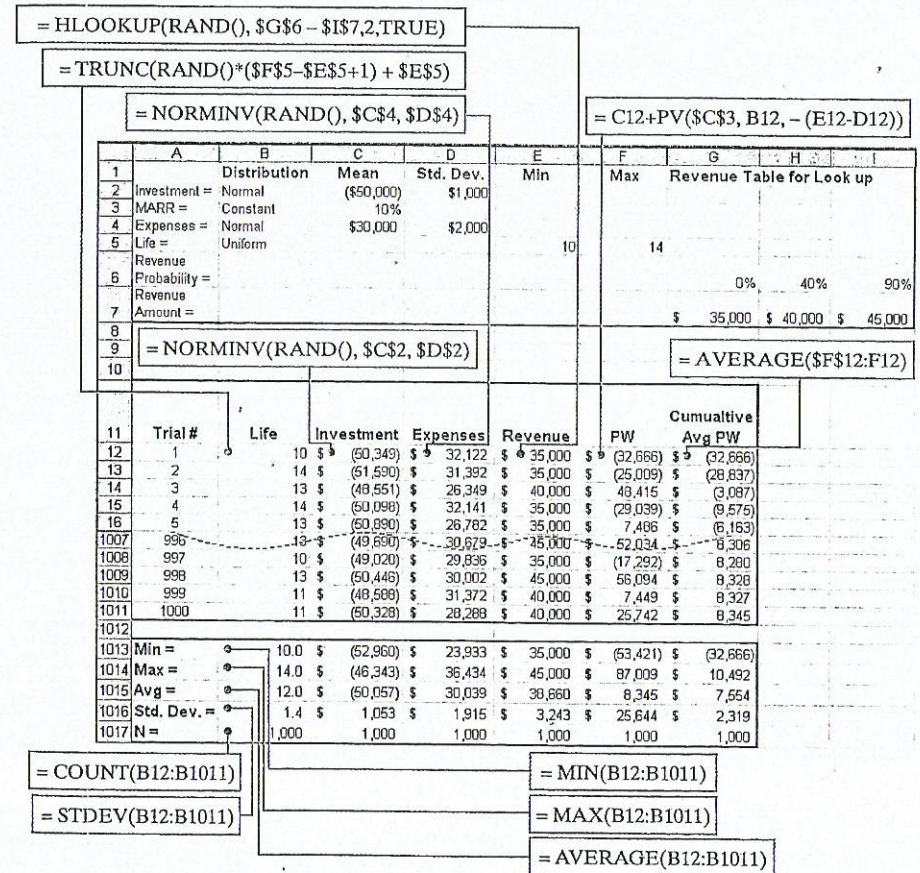 = HLOOKUP(RAND(), $G$6 – $I$7,2,TRUE)
= TRUNC(RAND()*($F$5–$E$5+1) + $E$5)
= NORMINV(RAND(), $C$4, $D$4)
= C12+PV($C$3, B12, – (E12-D12))
A B C D E F G H I
1 Distribution Mean Std. Dev. Min Max Revenue Table for Look up
2 Investment = Normal ($50,000) $1,000
3 MARR = Constant 10%
4 Expenses = Normal $30,000 $2,000
5 Life = Uniform 10 14
Revenue
6 Probability = 0% 40% 90%
Revenue
7 Amount = $ 35,000 $ 40,000 $ 45,000
8
9
10
= NORMINV(RAND(), $C$2, $D$2)
= AVERAGE($F$12:F12)
Cumualtive
11 Trial # Life Investment Expenses Revenue PW Avg PW
12 1 10 $ (50,349) $ 32,122 $ 35,000 $ (32,666) $ (32,666)
13 2 14 $ (51,590) $ 31,392 $ 35,000 $ (25,009) $ (28,837)
14 3 13 $ (48,551) $ 26,349 $ 40,000 $ 48,415 $ (3,087)
15 4 14 $ (50,098) $ 32,141 $ 35,000 $ (29,039) $ (9,575)
16 5 13 $ (50,890) $ 26,782 $ 35,000 $ 7,486 $ (6,163)
1007 996 13 $ (49,690) $ 30,679 $ 45,000 $ 52,034 $ 8,306
1008 997 10 $ (49,020) $ 29,836 $ 35,000 $ (17,292) $ 8,280
1009 998 13 $ (50,446) $ 30,002 $ 45,000 $ 56,094 $ 8,328
1010 999 11 $ (48,588) $ 31,372 $ 40,000 $ 7,449 $ 8,327
1011 1000 11 $ (50,328) $ 28,288 $ 40,000 $ 25,742 $ 8,345
1012
1013 Min = 10.0 $ (52,960) $ 23,933 $ 35,000 $ (53,421) $ (32,666)
1014 Max = 14.0 $ (46,343) $ 36,434 $ 45,000 $ 87,009 $ 10,492
1015 Avg = 12.0 $ (50,057) $ 30,039 $ 38,660 $ 8,345 $ 7,554
1016 Std. Dev. = 1.4 $ 1,053 $ 1,915 $ 3,243 $ 25,644 $ 2,319
1017 N = 1,000 1,000 1,000 1,000 1,000 1,000
= COUNT(B12:B1011)
= MIN(B12:B1011)
= STDEV(B12:B1011)
= MAX(B12:B1011)
= AVERAGE(B12:B1011)